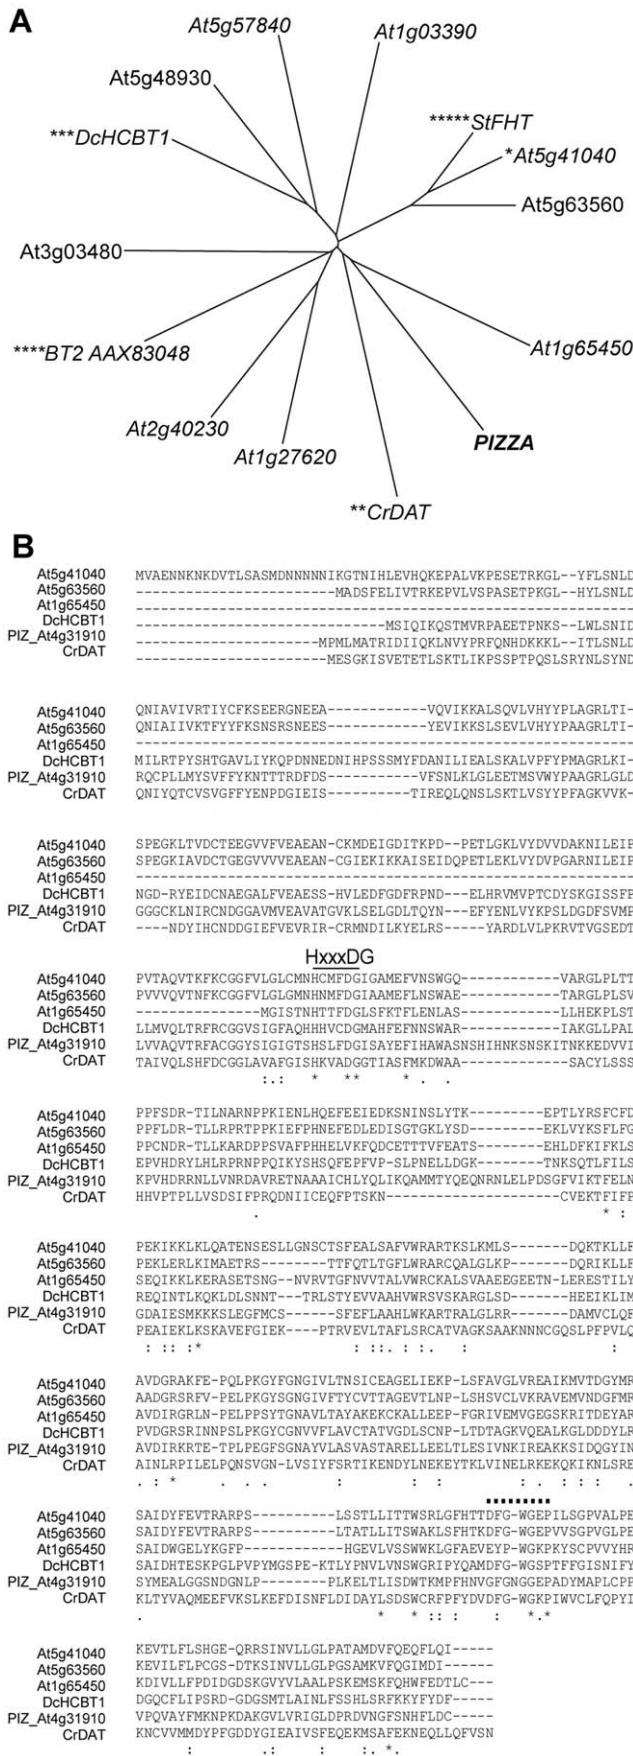 A
At5g57840
At1g03390
At5g48930
*****StFHT
***DcHCBT1
*At5g41040
At5g63560
At3g03480
****BT2 AAX83048
At1g65450
At2g40230
PIZZA
At1g27620
**CrDAT
B
At5g41040 MVAENNKNKDVTLSASMDNNNNNIKGTNIHLEVHQKEPALVKPESETRKGL--YFLSNLD
At5g63560 ------------------------MADSFELIVTRKEPVLVSPASETPKGL--HYLSNLD
At1g65450 ------------------------------------------------------------
DcHCBT1 ---------------------------------MSIQIKQSTMVRPAEETPNKS--LWLSNID
PIZ_At4g31910 ----------------------MPMLMATRIDIIQKLNVYPRFQNHDKKKL--ITLSNLD
CrDAT -----------------------MESGKISVETETLSKTLIKPSSPTPQSLSRYNLSYND
At5g41040 QNIAVIVRTIYCFKSEERGNEEA------------VQVIKKALSQVLVHYYPLAGRLTI-
At5g63560 QNIAIIVKTFYYFKSNSRSNEES------------YEVIKKSLSEVLVHYYPAAGRLTI-
At1g65450 ------------------------------------------------------------
DcHCBT1 MILRTPYSHTGAVLIYKQPDNNEDNIHPSSSMYFDANILIEALSKALVPFYPMAGRLKI-
PIZ_At4g31910 RQCPLLMYSVFFYKNTTTRDFDS------------VFSNLKLGLEETMSVWYPAAGRLGLD
CrDAT QNIYQTCVSVGFFYENPDGIEIS------------TIREQLQNSLSKTLVSYYPFAGKVVK-
At5g41040 SPEGKLTVDCTEEGVVFVEAEAN-CKMDEIGDITKPD--PETLGKLVYDVVDAKNILEIP
At5g63560 SPEGKIAVDCTGEGVVVVEAEAN-CGIEKIKKAISEIDQPETLEKLVYDVPGARNILEIP
At1g65450 ------------------------------------------------------------
DcHCBT1 NGD-RYEIDCNAEGALFVEAESS-HVLEDFGDFRPND---ELHRVMVPTCDYSKGISSFP
PIZ_At4g31910 GGGCKLNIRCNDGGAVMVEAVATGVKLSELGDLTQYN---EFYENLVYKPSLDGDFSVMP
CrDAT ----NDYIHCNDDGIEFVEVRIR-CRMNDILKYELRS---YARDLVLPKRVTVGSEDT
HxxxDG
At5g41040 PVTAQVTKFKCGGFVLGLCMNHCMFDGIGAMEFVNSWGQ------------VARGLPLTT
At5g63560 PVVVQVTNFKCGGFVLGLGMNHNMFDGIAAMEFLNSWAE------------TARGLPLSV
At1g65450 ---------------MGISTNHTTFDGLSFKTFLENLAS------------LLHEKPLST
DcHCBT1 LLMVQLTRFRCGGVSIGFAQHHHVCDGMAHFEFNNSWAR------------IAKGLLPAL
PIZ_At4g31910 LVVAQVTRFACGGYSIGIGTSHSLFDGISAYEFIHAWASNSHIHNKSNSKITNKKEDVVI
CrDAT TAIVQLSHFDCGGLAVAFGISHKVADGGTIASFMKDWAA------------SACYLSSS
:.: * ** * . .
At5g41040 PPFSDR-TILNARNPPKIENLHQEFEEIEDKSNINSLYTK---------EPTLYRSFCFD
At5g63560 PPFLDR-TLLRPRTPPKIEFPHNEFEDLEDISGTGKLYSD---------EKLVYKSFLFG
At1g65450 PPCNDR-TLLKARDPPSVAFPHHELVKFQDCETTTVFEATS--------EHLDFKIFKLS
DcHCBT1 EPVHDRYLHLRPRNPPQIKYSHSQFEPFVP-SLPNELLDGK--------TNKSQTLFILS
PIZ_At4g31910 KPVHDRRNLLVNRDAVRETNAAAICHLYQLIKQAMMTYQEQNRNLELPDSGFVIKTFELN
CrDAT HHVPTPLLVSDSIFPRQDNIICEQFPTSKN------------------CVEKTFIFP
. * :
At5g41040 PEKIKKLKLQATENSESLLGNSCTSFEALSAFVWRARTKSLKMLS-------DQKTKLLF
At5g63560 PEKLERLKIMAETRS-------TTFQTLTGFLWRARCQALGLKP--------DQRIKLLF
At1g65450 SEQIKKLKERASETSNG--NVRVTGFNVVTALVWRCKALSVAAEEGEETNL-ERESTILY
DcHCBT1 REQINTLKQKLDLSNNT--TRLSTYEVVAAHVWRSVSKARGLSD--------HEEIKLIM
PIZ_At4g31910 GDAIESMKKKSLEGFMCS----SFEFLAAHLWKARTRALGLRR--------DAMVCLQF
CrDAT PEAIEKLKSKAVEFGIEK----PTRVEVLTAFLSRCATVAGKSAAKNNNCGQSLPFPVLQ
: :: :* : ::. : . : :
At5g41040 AVDGRAKFE-PQLPKGYFGNGIVLTNSICEAGELIEKP-LSFAVGLVREAIKMVTDGYMR
At5g63560 AADGRSRFV-PELPKGYSGNGIVFTYCVTTAGEVTLNP-LSHSVCLVKRAVEMVNDGFMR
At1g65450 AVDIRGRLN-PELPPSYTGNAVLTAYAKEKCKALLEEP-FGRIVEMVGEGSKRITDEYAR
DcHCBT1 PVDGRSRINNPSLPKGYCGNVVFLAVCTATVGDLSCNP-LTDTAGKVQEALKGLDDDYLR
PIZ_At4g31910 AVDIRKRTE-TPLPEGFSGNAYVLASVASTARELLEELTLESIVNKIREAKKSIDQGYIN
CrDAT AINLRPILELPQNSVGN-LVSIYFSRTIKENDYLNEKEYTKLVINELRKEKQKIKNLSRE
. : * . . : : . : : : .
At5g41040 SAIDYFEVTRARPS---------LSSTLLITTWSRLGFHTTDFG-WGEPILSGPVALPE
At5g63560 SAIDYFEVTRARPS---------LTATLLITSWAKLSFHTKDFG-WGEPVVSGPVGLPE
At1g65450 SAIDWGELYKGFPP---------HGEVLVSSWWKLGFAEVEYP-WGKPKYSCPVVYHR
DcHCBT1 SAIDHTESKPGLPVPYMGSPE-KTLYPNVLVNSWGRIPYQAMDFG-WGSPTFFGISNIFY
PIZ_At4g31910 SYMEALGGSNDGNLP---------PLKELTLISDWTKMPFHNVGFGNGGEPADYMAPLCPP
CrDAT KLTYVAQMEEFVKSLKEFDISNFLDIDAYLSDSWCRFPFYDVDFG-WGKPIWVCLFQPYI
. * * :: : : *.*
At5g41040 KEVTLFLSHGE-QRRSINVLLGLPATAMDVFQEQFLQI-----
At5g63560 KEVILFLPCGS-DTKSINVLLGLPGSAMKVFQGIMDI------
At1g65450 KDIVLLFPDIDGDSKGVYVLAALPSKEMSKFQHWFEDTLC---
DcHCBT1 DGQCFLIPSRD-GDGSMTLAINLFSSHLSRFKKYFYDF-----
PIZ_At4g31910 VPQVAYFMKNPKDAKGVLVRIGLDPRDVNGFSNHFLDC-----
CrDAT KNCVVMMDYPFGDDYGIEAIVSFEQEKMSAFEKNEQLLQFVSN
: .: : :. *.